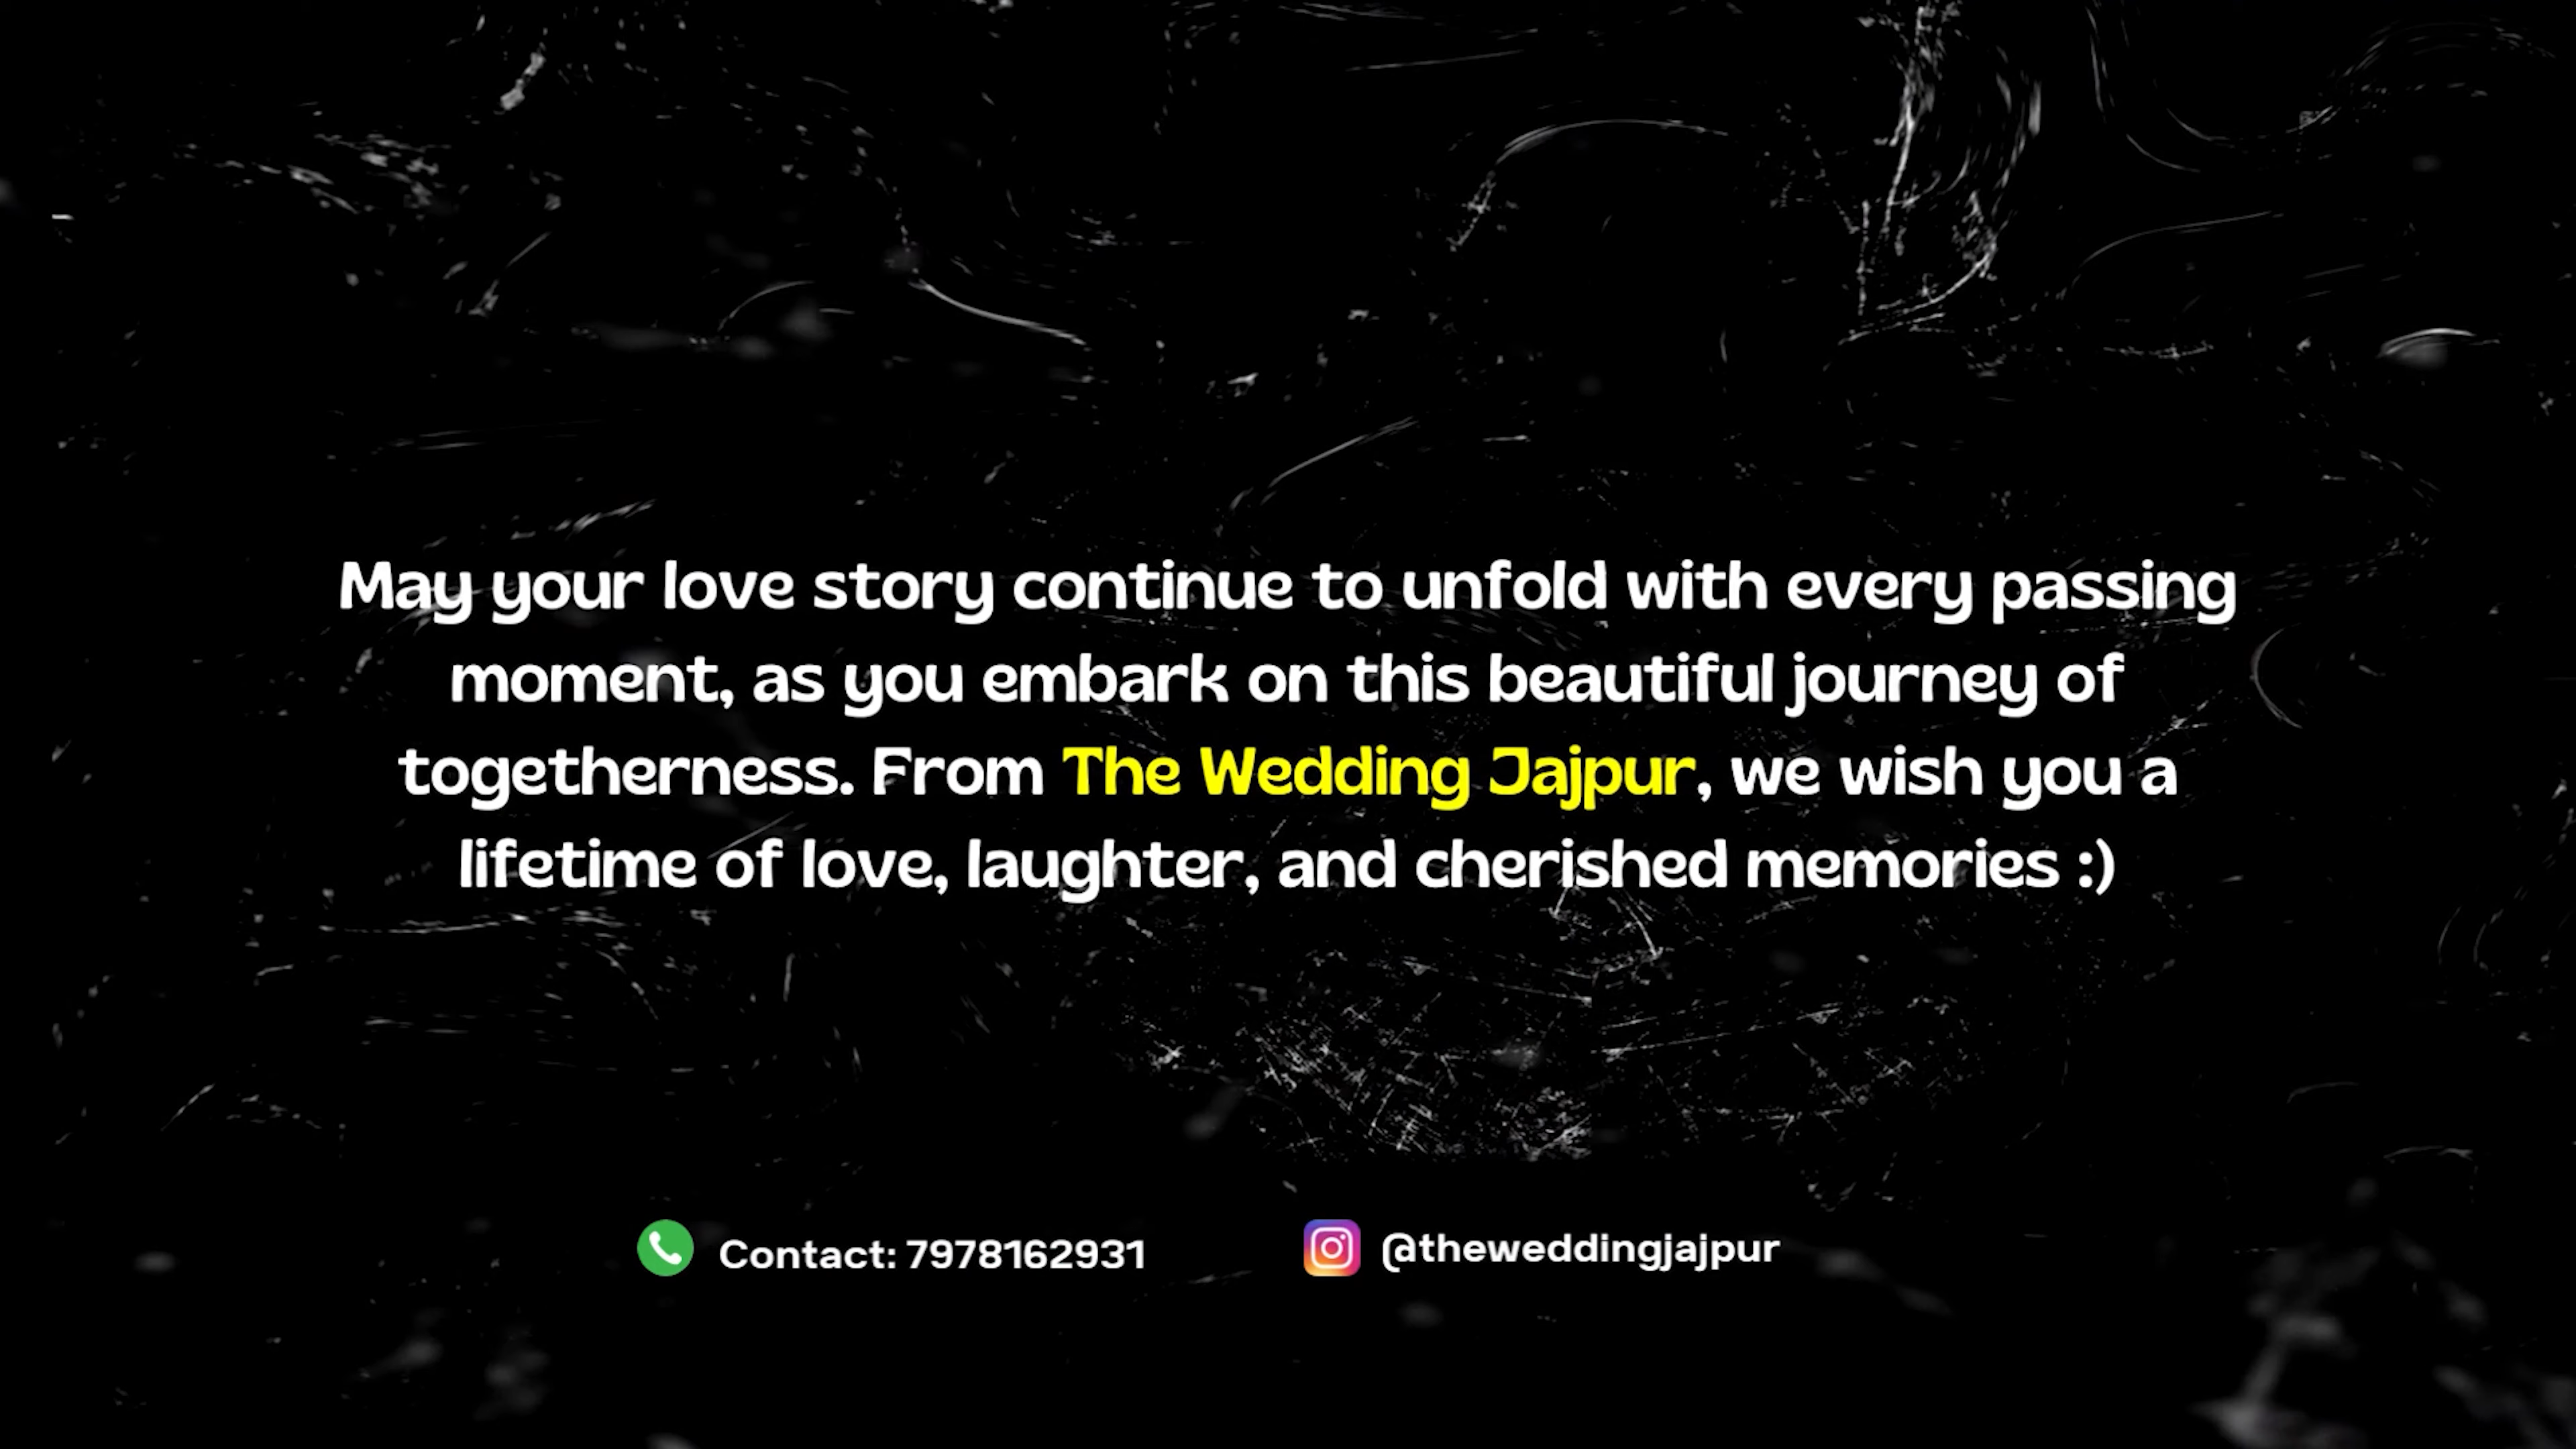 May your love story continue to unfold with every passing
moment, as you embark on this beautiful journey of
togetherness. From The Wedding Jajpur, we wish you a
lifetime of love, laughter, and cherished memories :)
Contact: 7978162931
@theweddingjajpur